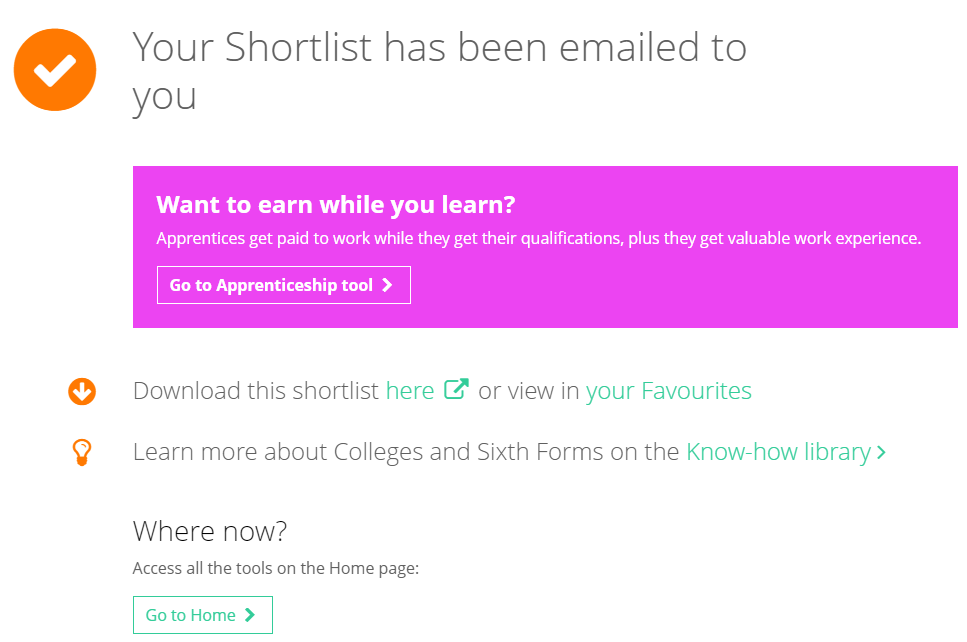 Your Shortlist has been emailed to
you
Want to earn while you learn?
Apprentices get paid to work while they get their qualifications, plus they get valuable work experience.
Go to Apprenticeship tool
Download this shortlist here or view in your Favourites
Learn more about Colleges and Sixth Forms on the Know-how library
Where now?
Access all the tools on the Home page:
Go to Home